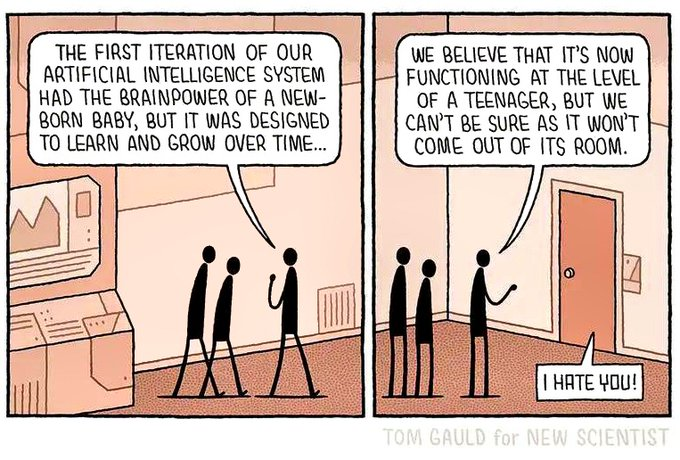 THE FIRST ITERATION OF OUR
ARTIFICIAL INTELLIGENCE SYSTEM
HAD THE BRAINPOWER OF A NEW-
BORN BABY, BUT IT WAS DESIGNED
TO LEARN AND GROW OVER TIME...
WE BELIEVE THAT IT'S NOW
FUNCTIONING AT THE LEVEL
OF A TEENAGER, BUT WE
CAN'T BE SURE AS IT WON'T
COME OUT OF ITS ROOM.
I HATE YOU!
TOM GAULD for NEW SCIENTIST